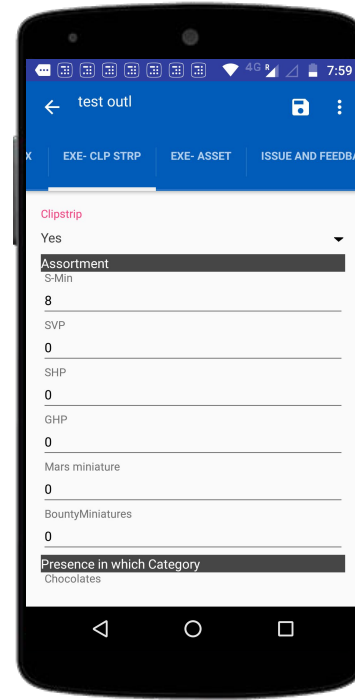 4G R 7:59
test outl
X EXE- CLP STRP EXE- ASSET ISSUE AND FEEDBA
Clipstrip
Yes
Assortment
S-Min
8
SVP
0
SHP
0
GHP
0
Mars miniature
0
BountyMiniatures
0
Presence in which Category
Chocolates